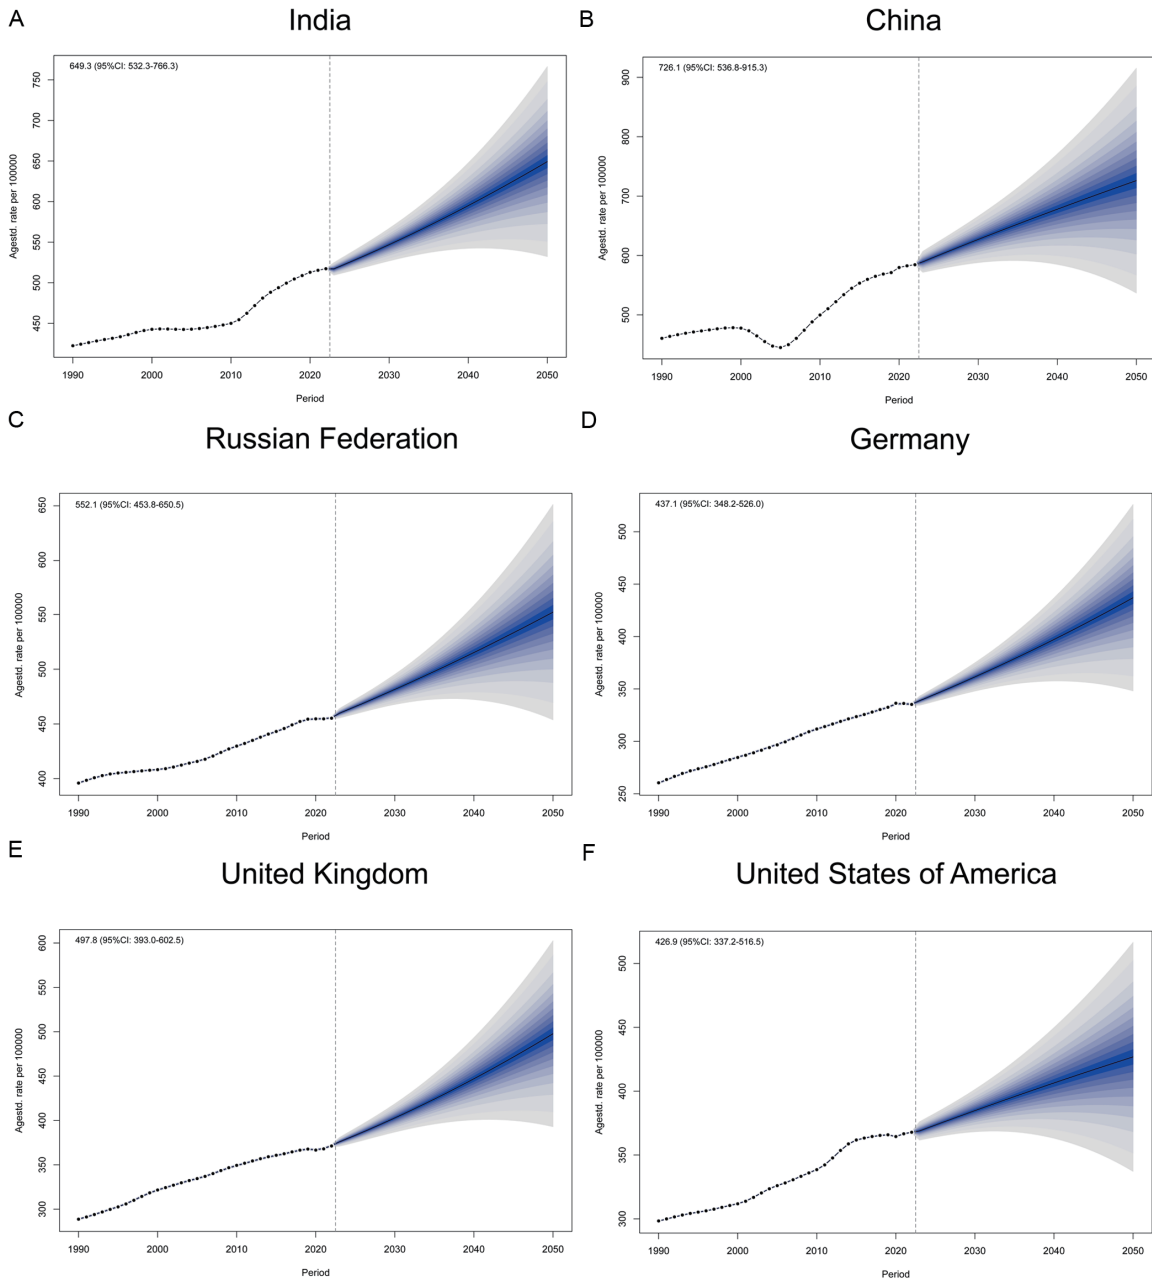 A
India
649.3 (95%CI: 532.3-766.3)
Agestd. rate per 100000
750
700
650
600
550
500
450
1990 2000 2010 2020 2030 2040 2050
Period
B
China
726.1 (95%CI: 536.8-915.3)
Agestd. rate per 100000
900
800
700
600
500
1990 2000 2010 2020 2030 2040 2050
Period
C
Russian Federation
552.1 (95%CI: 453.8-650.5)
Agestd. rate per 100000
650
600
550
500
450
400
1990 2000 2010 2020 2030 2040 2050
Period
D
Germany
437.1 (95%CI: 348.2-526.0)
Agestd. rate per 100000
500
450
400
350
300
250
1990 2000 2010 2020 2030 2040 2050
Period
E
United Kingdom
497.8 (95%CI: 393.0-602.5)
Agestd. rate per 100000
600
550
500
450
400
350
300
1990 2000 2010 2020 2030 2040 2050
Period
F
United States of America
426.9 (95%CI: 337.2-516.5)
Agestd. rate per 100000
500
450
400
350
300
1990 2000 2010 2020 2030 2040 2050
Period